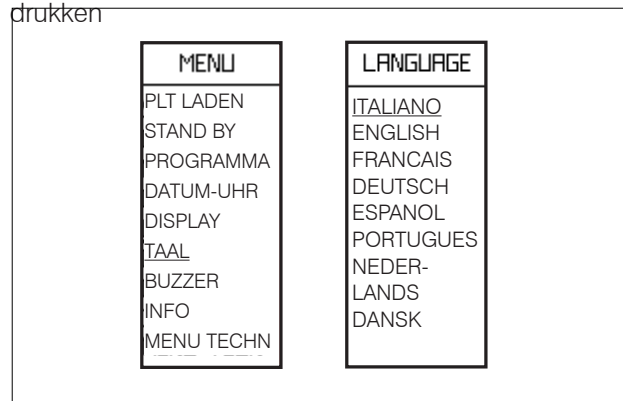 drukken
MENU
PLT LADEN
STAND BY
PROGRAMMA
DATUM-UHR
DISPLAY
TAAL
BUZZER
INFO
MENU TECHN
LANGUAGE
ITALIANO
ENGLISH
FRANCAIS
DEUTSCH
ESPANOL
PORTUGUES
NEDER-
LANDS
DANSK